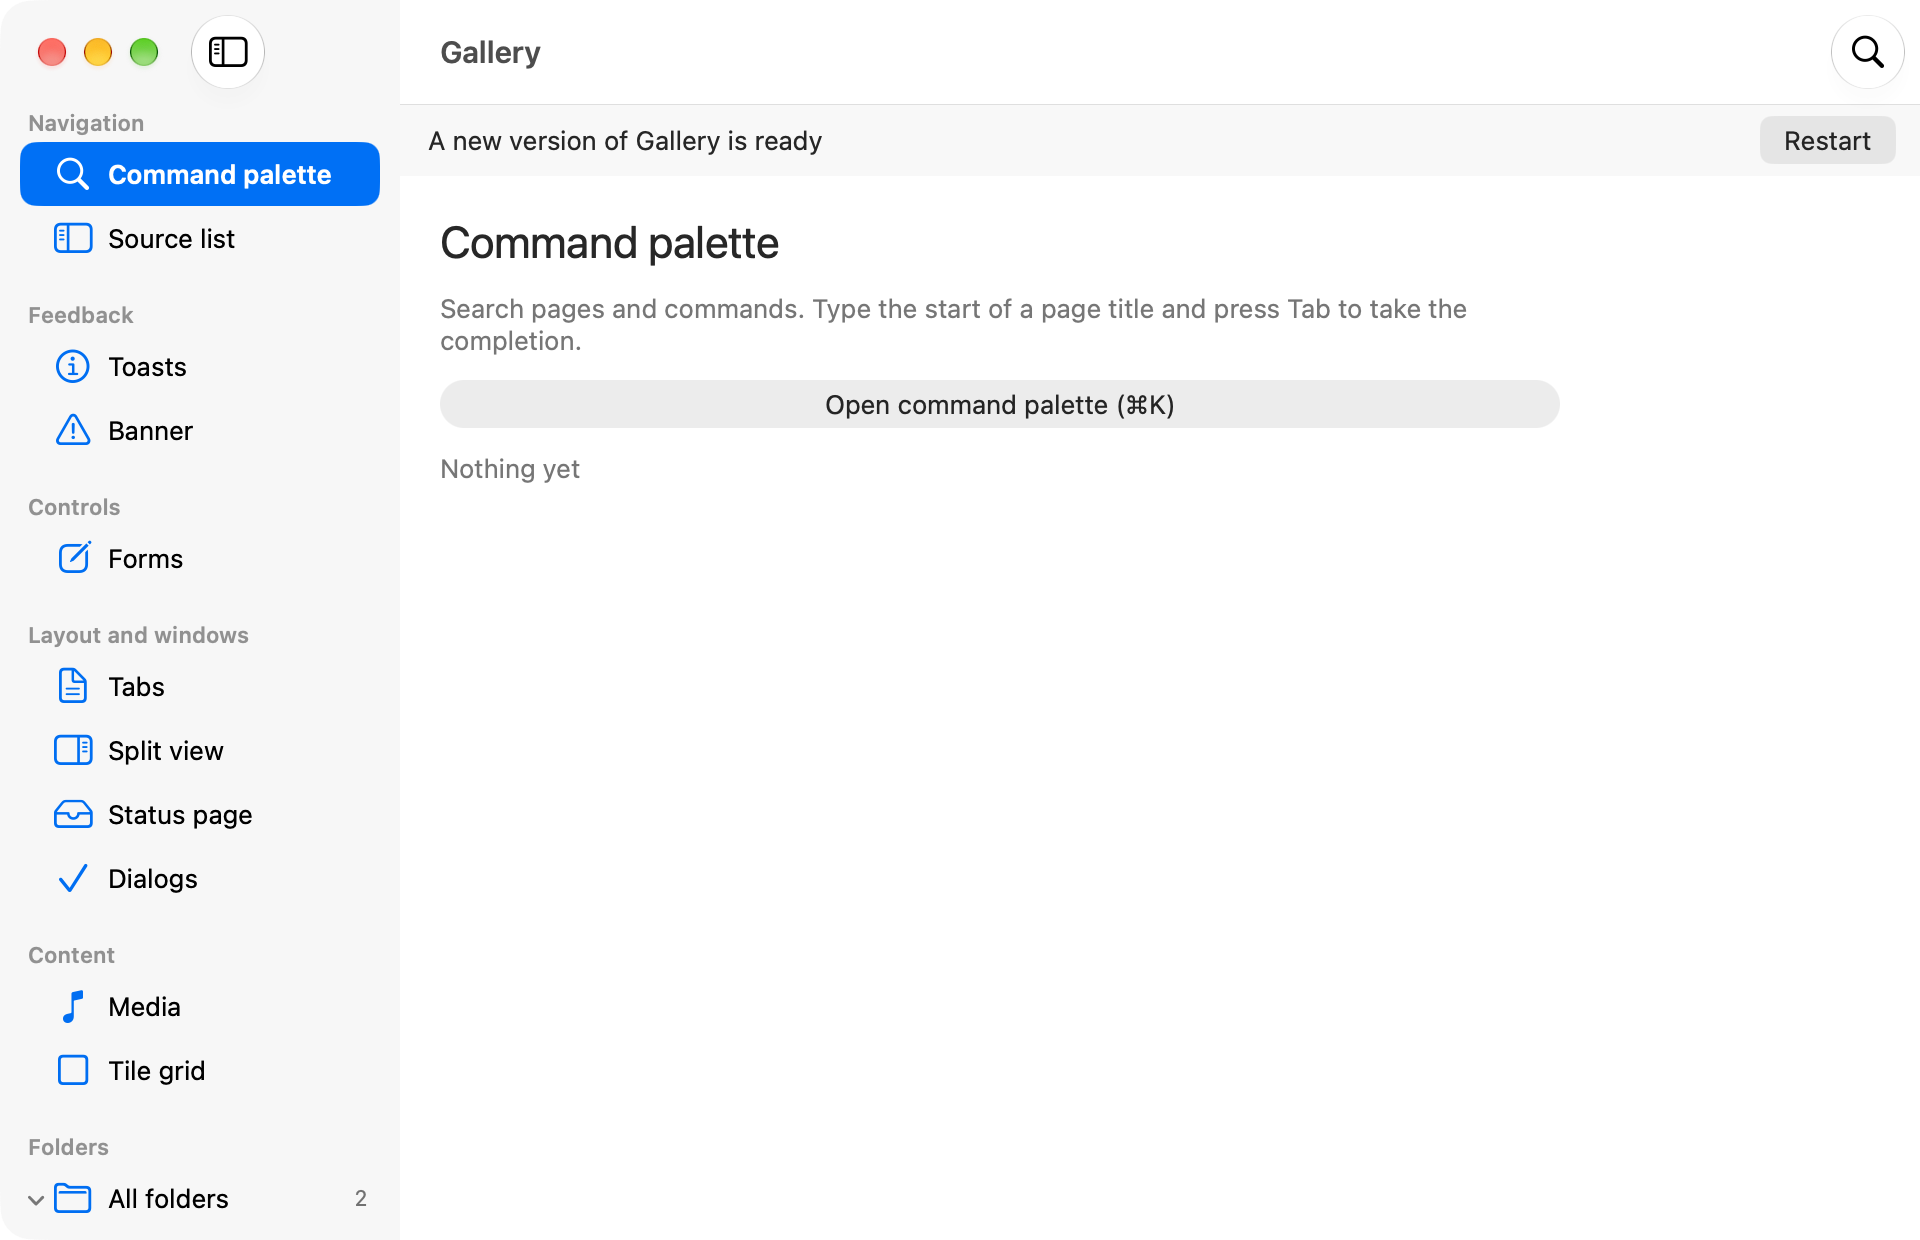 Gallery
A new version of Gallery is ready
Restart
Navigation
Command palette
Source list
Feedback
Toasts
Banner
Controls
Forms
Layout and windows
Tabs
Split view
Status page
Dialogs
Content
Media
Tile grid
Folders
All folders 2
Command palette
Search pages and commands. Type the start of a page title and press Tab to take the
completion.
Open command palette (⌘K)
Nothing yet